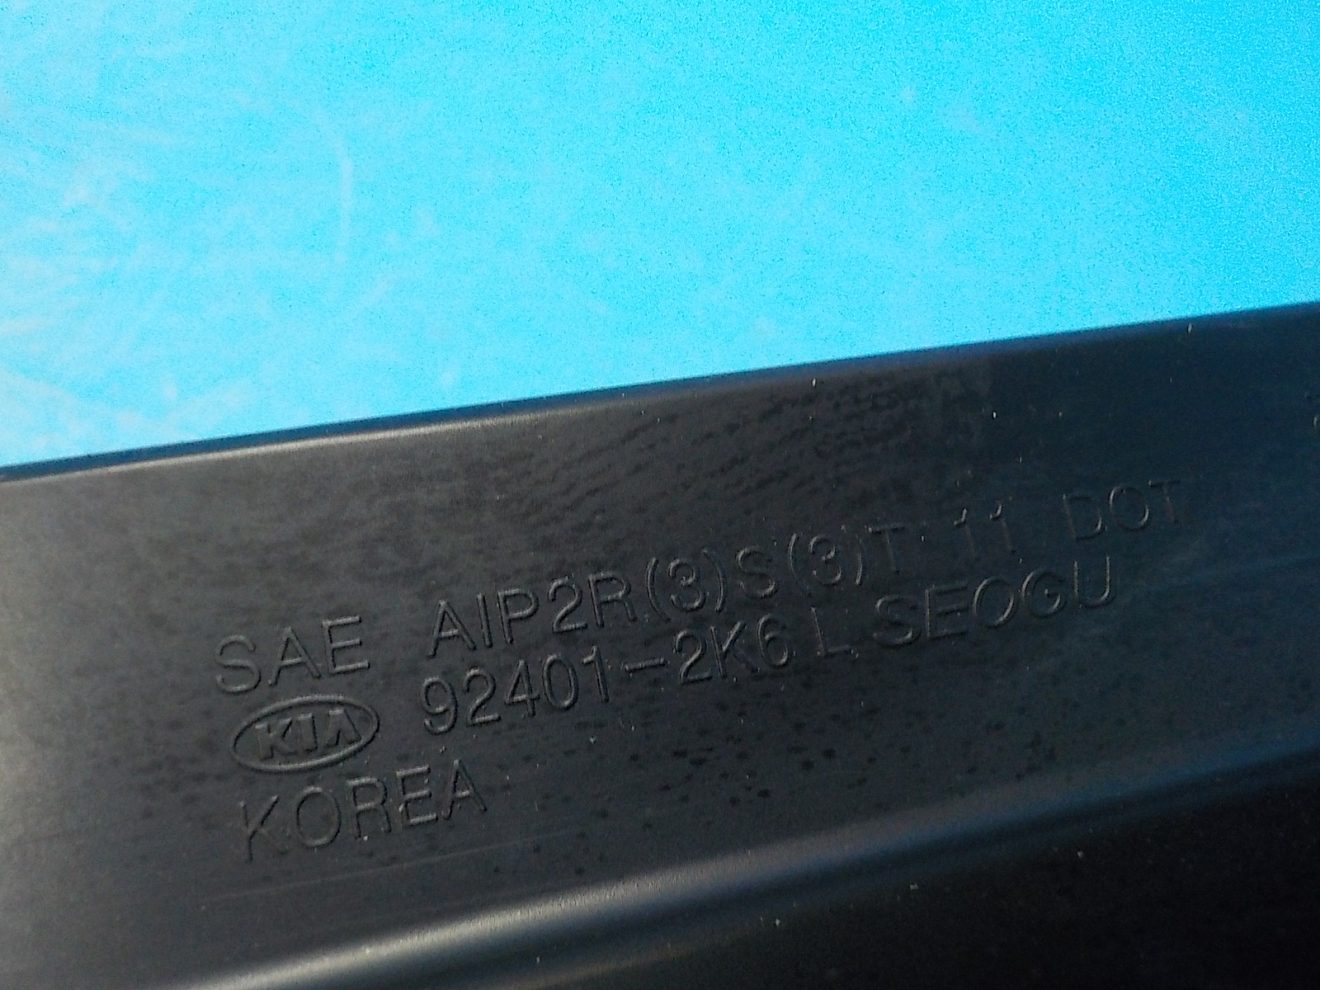 SAE AIP2R(3)S(3)T 11 DOT
KIA 92401-2K6 L SEOGU
KOREA